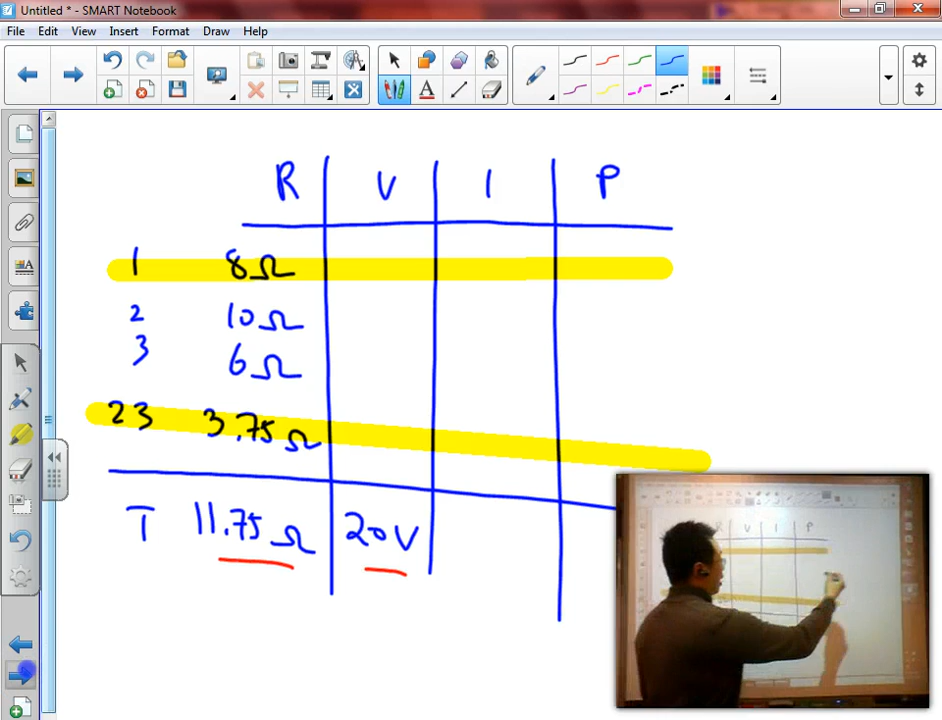 Untitled * - SMART Notebook
File Edit View Insert Format Draw Help
R V I P
1 8Ω
2 10Ω
3 6Ω
23 3.75Ω
T 11.75Ω 20V